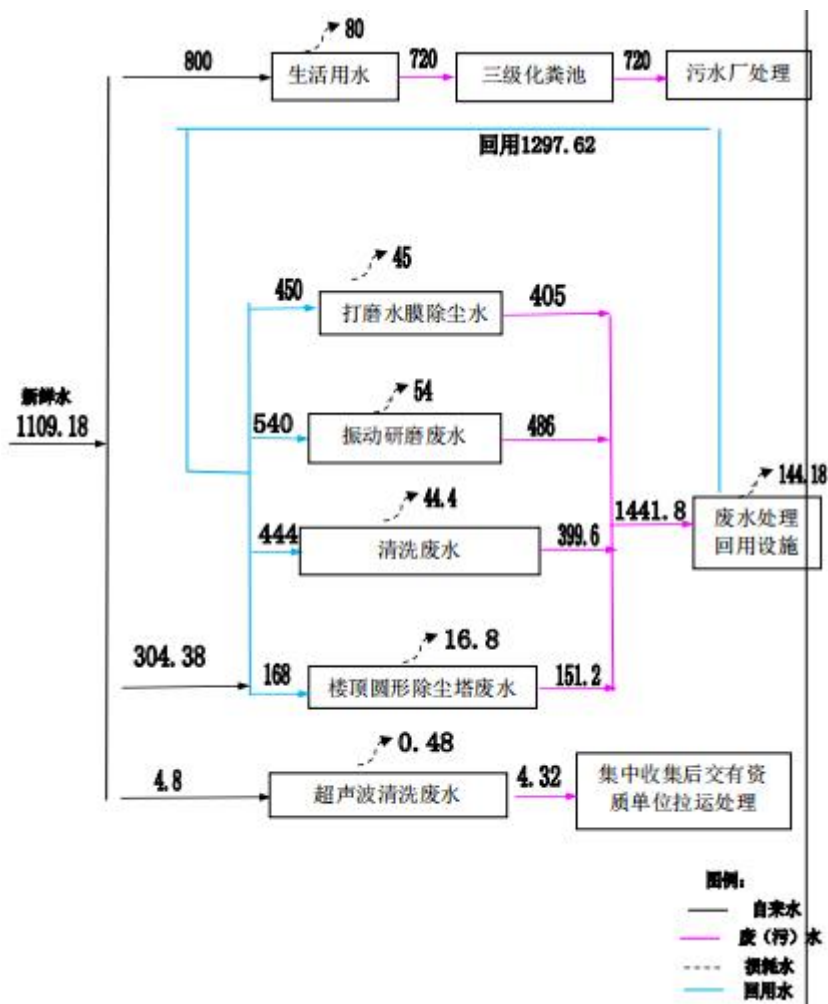 80
800
生活用水
720
三级化粪池
720
污水厂处理
回用1297.62
45
450
打磨水膜除尘水
405
新鲜水
1109.18
54
540
振动研磨废水
486
144.18
44.4
444
清洗废水
399.6
1441.8
废水处理
回用设施
304.38
16.8
168
楼顶圆形除尘塔废水
151.2
0.48
4.8
超声波清洗废水
4.32
集中收集后交有资
质单位拉运处理
图例：
自来水
废（污）水
损耗水
回用水